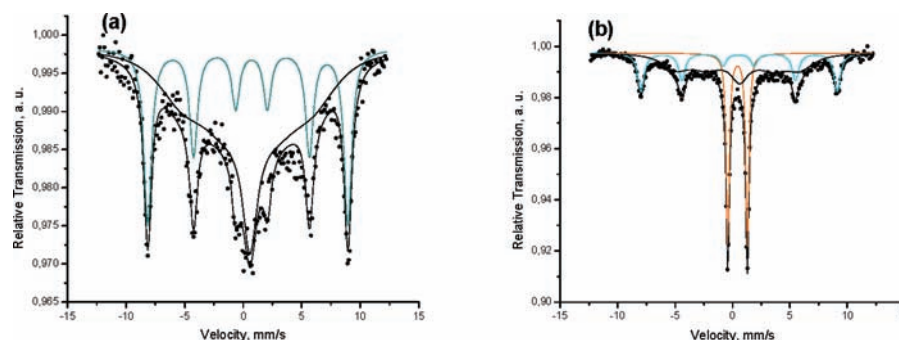 (a)
1,000
0,995
0,990
0,985
0,980
0,975
0,970
0,965
Relative Transmission, a. u.
-15 -10 -5 0 5 10 15
Velocity, mm/s
(b)
1,00
0,98
0,96
0,94
0,92
0,90
Relative Transmission, a. u.
-15 -10 -5 0 5 10
Velocity, mm/s